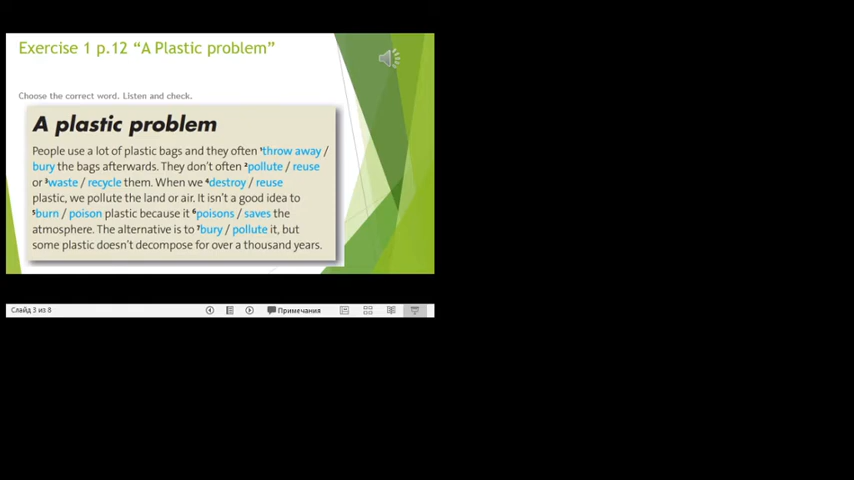 Exercise 1 p.12 “A Plastic problem”
Choose the correct word. Listen and check.
A plastic problem
People use a lot of plastic bags and they often ¹throw away /
bury the bags afterwards. They don't often ²pollute / reuse
or ³waste / recycle them. When we ⁴destroy / reuse
plastic, we pollute the land or air. It isn't a good idea to
⁵burn / poison plastic because it ⁶poisons / saves the
atmosphere. The alternative is to ⁷bury / pollute it, but
some plastic doesn't decompose for over a thousand years.
Слайд 3 из 8
Примечания